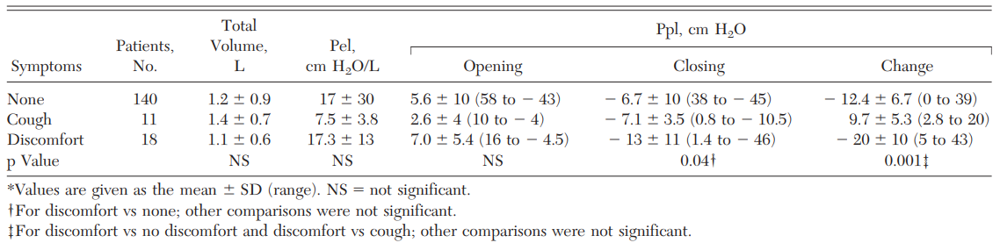 Total Ppl, cm H₂O
Patients, Volume, Pel,
Symptoms No. L cm H₂O/L Opening Closing Change
None 140 1.2 ± 0.9 17 ± 30 5.6 ± 10 (58 to − 43) − 6.7 ± 10 (38 to − 45) − 12.4 ± 6.7 (0 to 39)
Cough 11 1.4 ± 0.7 7.5 ± 3.8 2.6 ± 4 (10 to − 4) − 7.1 ± 3.5 (0.8 to − 10.5) 9.7 ± 5.3 (2.8 to 20)
Discomfort 18 1.1 ± 0.6 17.3 ± 13 7.0 ± 5.4 (16 to − 4.5) − 13 ± 11 (1.4 to − 46) − 20 ± 10 (5 to 43)
p Value NS NS NS 0.04† 0.001‡
*Values are given as the mean ± SD (range). NS = not significant.
†For discomfort vs none; other comparisons were not significant.
‡For discomfort vs no discomfort and discomfort vs cough; other comparisons were not significant.